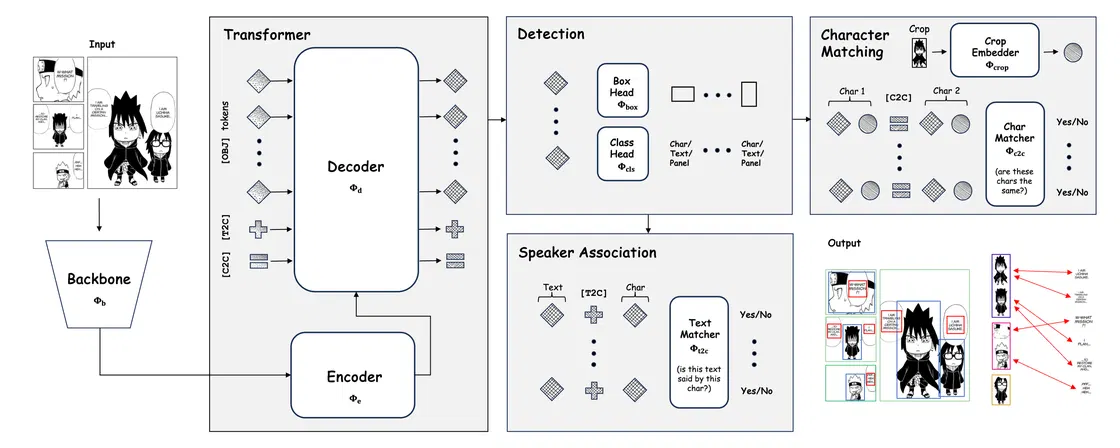 Input
Transformer
[OBJ] tokens
[T2C]
[C2C]
Decoder
Φd
Backbone
Φb
Encoder
Φe
Detection
Box
Head
Φbox
Class
Head
Φcls
Char/
Text/
Panel
Char/
Text/
Panel
Speaker Association
Text
[T2C]
Char
Text
Matcher
Φt2c
(is this text
said by this
char?)
Yes/No
Yes/No
Character
Matching
Crop
Crop
Embedder
Φcrop
Char 1
[C2C]
Char 2
Char
Matcher
Φc2c
(are these
chars the
same?)
Yes/No
Yes/No
Output
I AM
UCHIHA
SASUKE.
W-WHAT
MISSION
?!
I
PLAN...